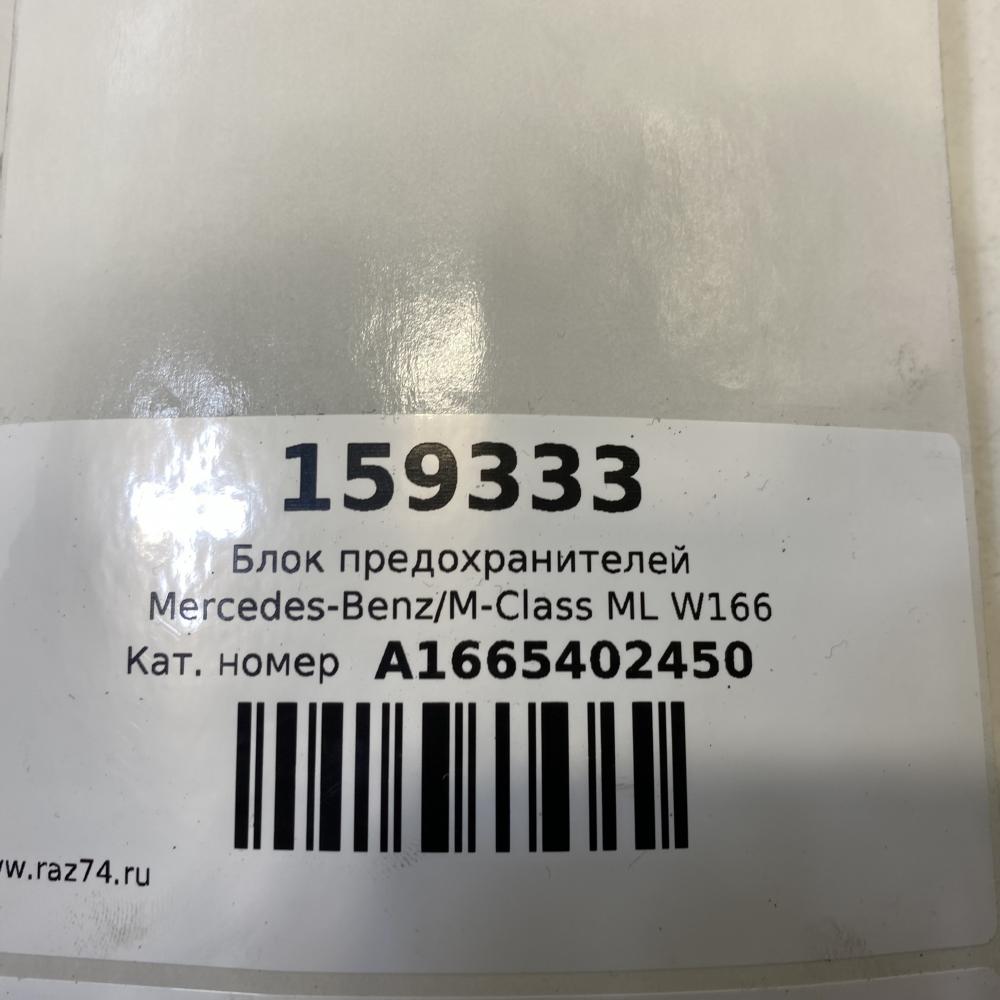 159333
Блок предохранителей
Mercedes-Benz/M-Class ML W166
Кат. номер A1665402450
w.raz74.ru